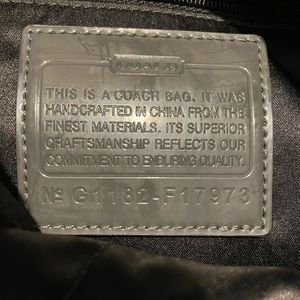 THIS IS A COACH BAG. IT WAS
HANDCRAFTED IN CHINA FROM THE
FINEST MATERIALS. ITS SUPERIOR
CRAFTSMANSHIP REFLECTS OUR
COMMITMENT TO ENDURING QUALITY.
Nº G1182-F17973